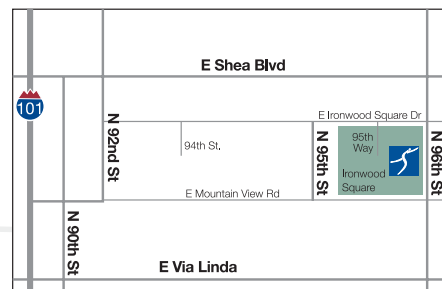 E Shea Blvd
101
E Ironwood Square Dr
N 92nd St
94th St.
N 95th St
95th
Way
Ironwood
Square
N 96th St
E Mountain View Rd
N 90th St
E Via Linda